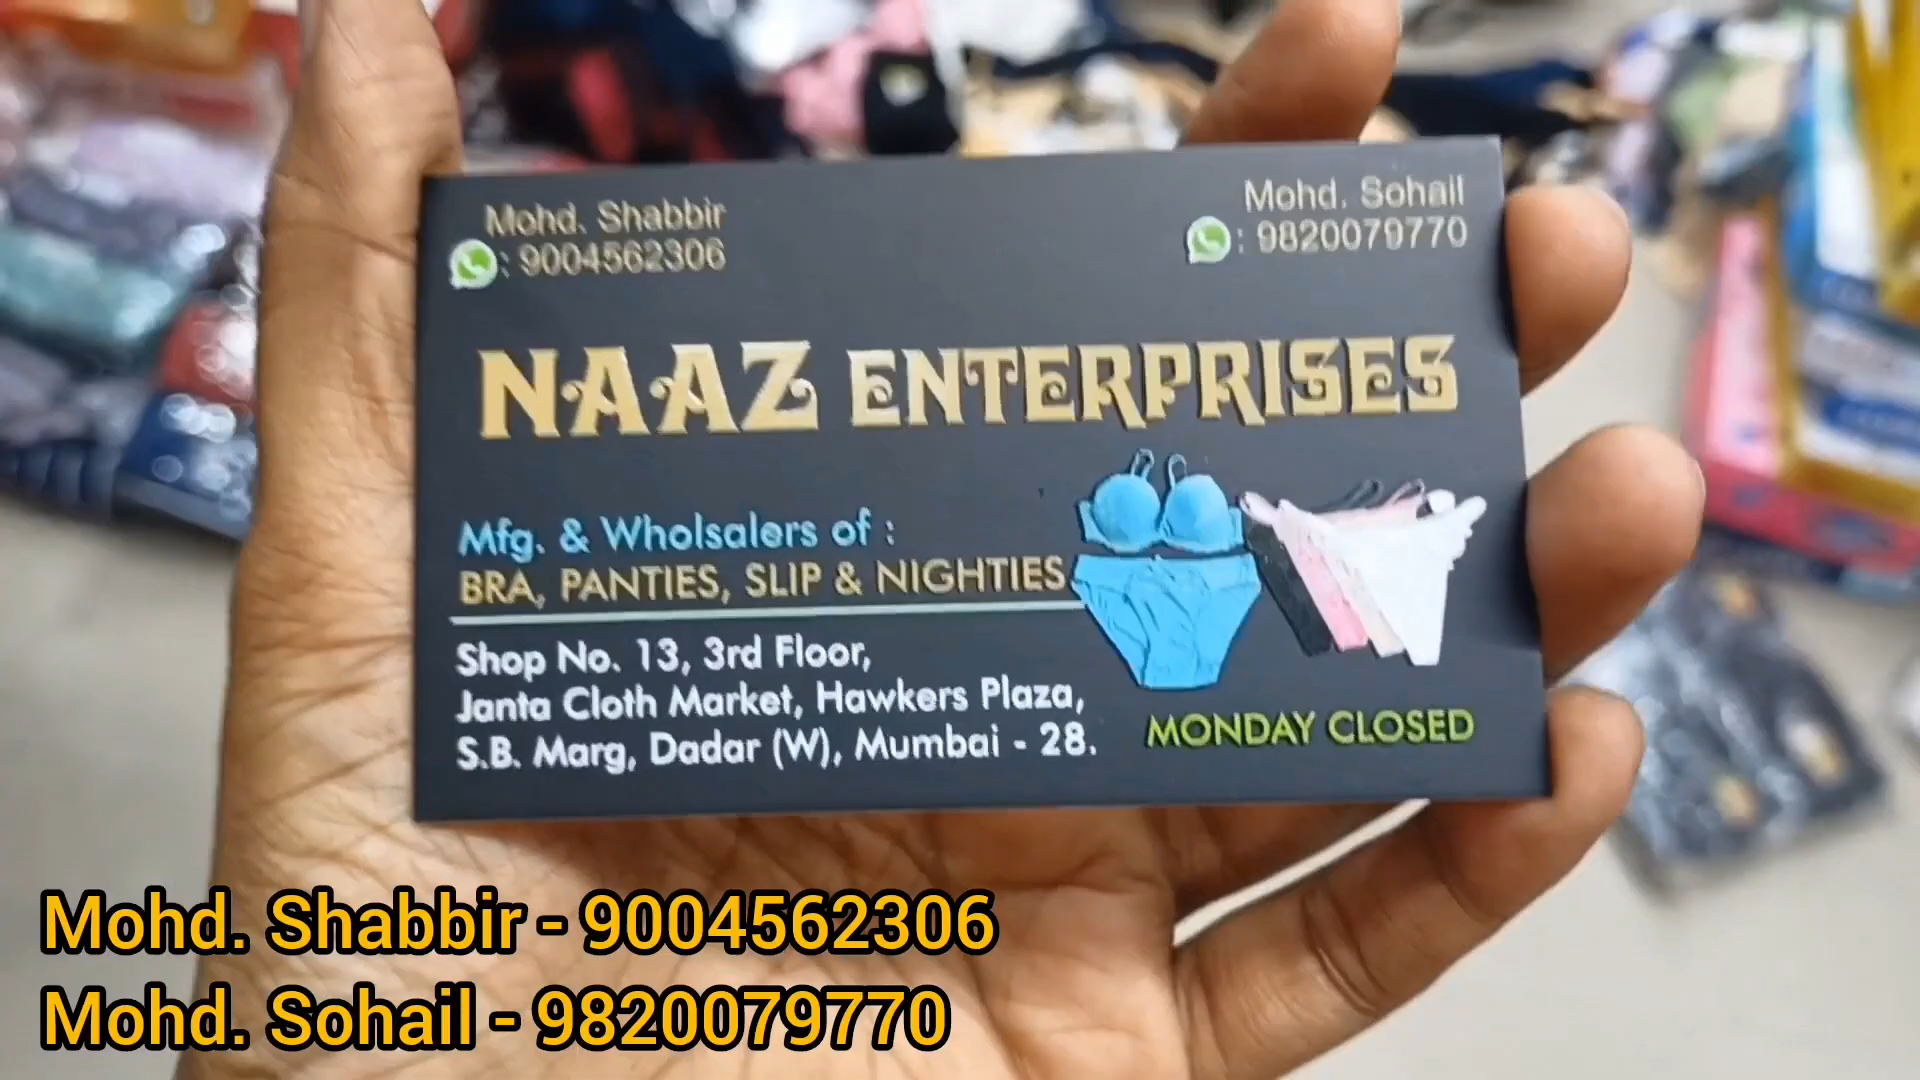 Mohd. Shabbir
: 9004562306
Mohd. Sohail
: 9820079770
NAAZ ENTERPRISES
Mfg. & Wholsalers of :
BRA, PANTIES, SLIP & NIGHTIES
Shop No. 13, 3rd Floor,
Janta Cloth Market, Hawkers Plaza,
S.B. Marg, Dadar (W), Mumbai - 28.
MONDAY CLOSED
Mohd. Shabbir - 9004562306
Mohd. Sohail - 9820079770